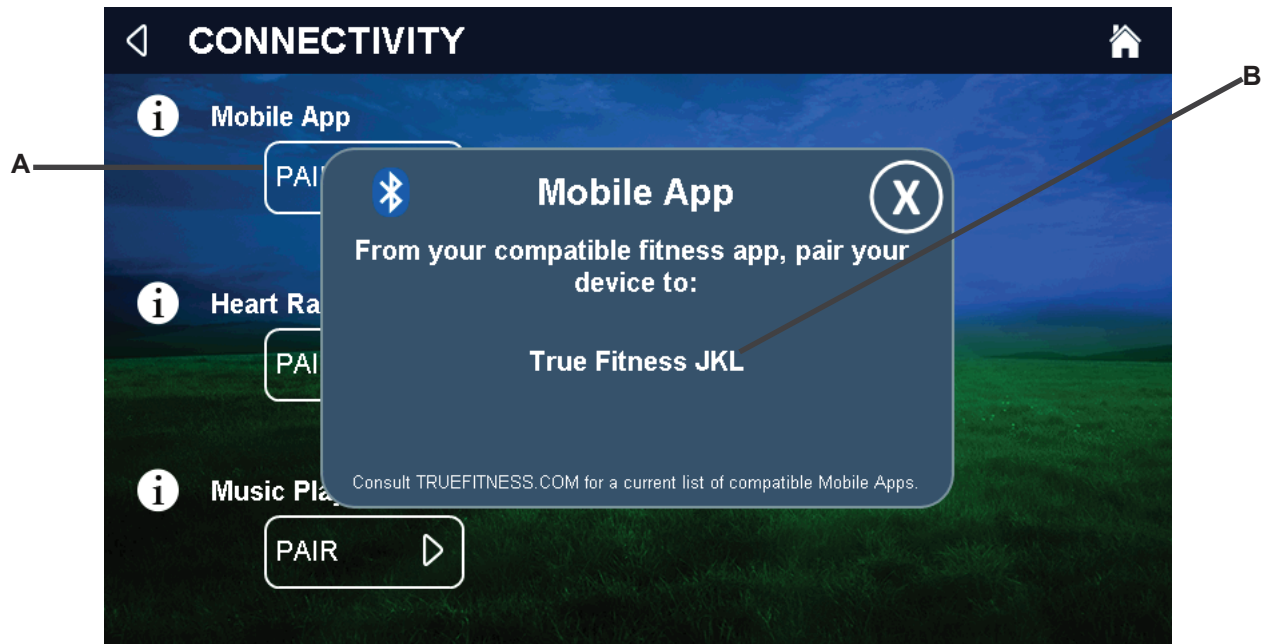 CONNECTIVITY
B
i Mobile App
A
PAI
Mobile App X
From your compatible fitness app, pair your
device to:
i Heart Ra
PAI
True Fitness JKL
Consult TRUEFITNESS.COM for a current list of compatible Mobile Apps.
i Music Pla
PAIR